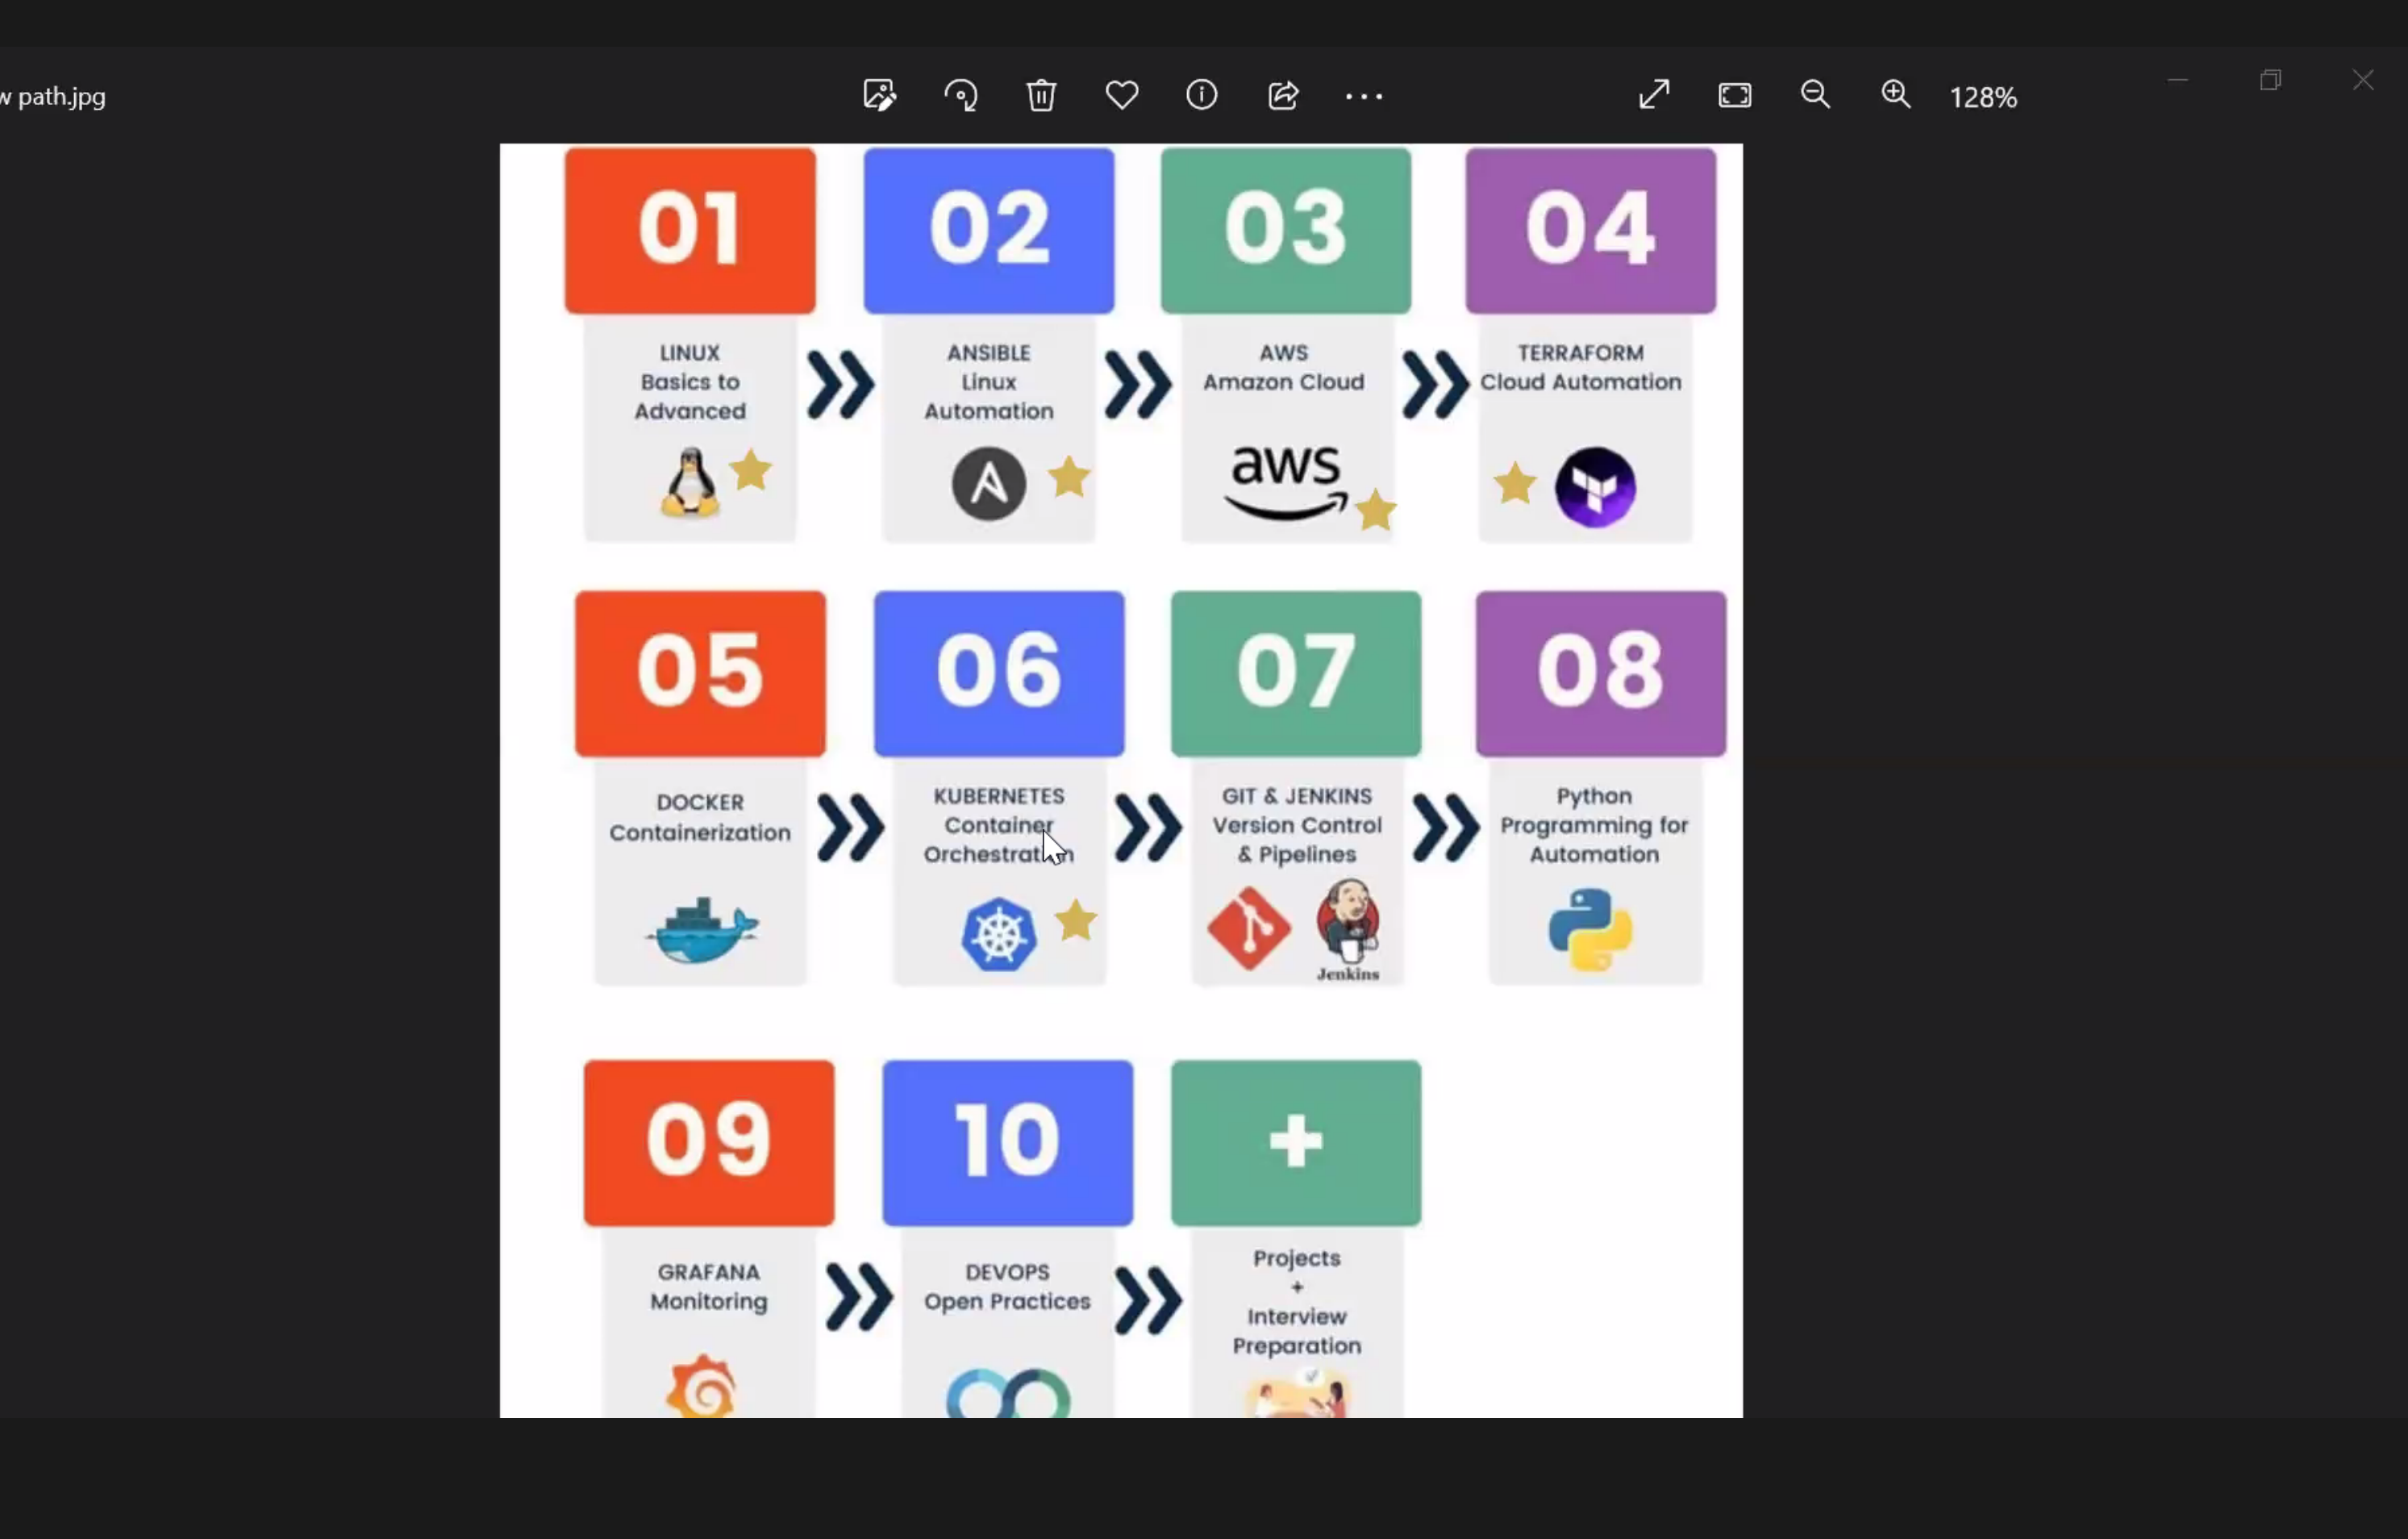 w path.jpg
128%
01
02
03
04
LINUX
Basics to
Advanced
ANSIBLE
Linux
Automation
AWS
Amazon Cloud
aws
TERRAFORM
Cloud Automation
05
06
07
08
DOCKER
Containerization
KUBERNETES
Container
Orchestration
GIT & JENKINS
Version Control
& Pipelines
Jenkins
Python
Programming for
Automation
09
10
+
GRAFANA
Monitoring
DEVOPS
Open Practices
Projects
+
Interview
Preparation